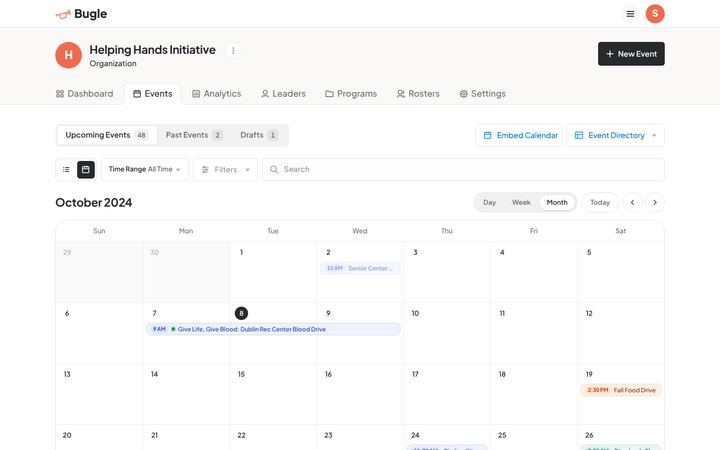 Bugle
S
H
Helping Hands Initiative
Organization
New Event
Dashboard
Events
Analytics
Leaders
Programs
Rosters
Settings
Upcoming Events 48
Past Events 2
Drafts 1
Embed Calendar
Event Directory
Time Range All Time
Filters
Search
October 2024
Day
Week
Month
Today
Sun Mon Tue Wed Thu Fri Sat
29 30 1 2 3 4 5
10 AM Senior Center ...
6 7 8 9 10 11 12
9 AM Give Life, Give Blood: Dublin Rec Center Blood Drive
13 14 15 16 17 18 19
2:30 PM Fall Food Drive
20 21 22 23 24 25 26